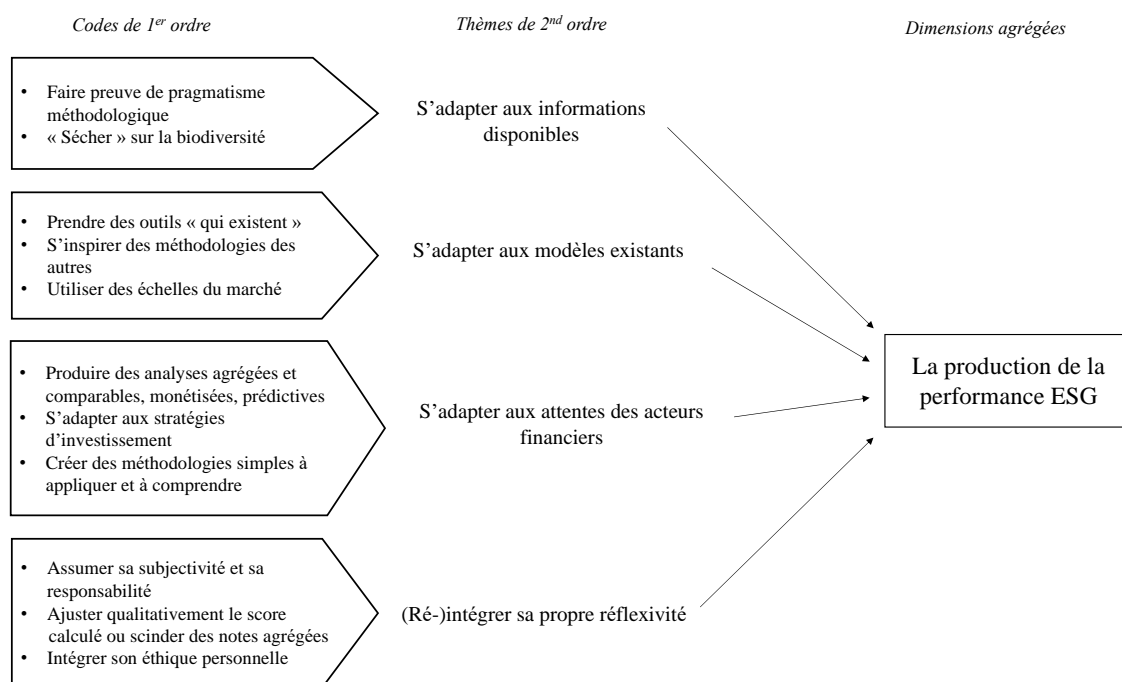 Codes de 1er ordre
Thèmes de 2nd ordre
Dimensions agrégées
• Faire preuve de pragmatisme
méthodologique
• « Sécher » sur la biodiversité
S’adapter aux informations
disponibles
• Prendre des outils « qui existent »
• S’inspirer des méthodologies des
autres
• Utiliser des échelles du marché
S’adapter aux modèles existants
• Produire des analyses agrégées et
comparables, monétisées, prédictives
• S’adapter aux stratégies
d’investissement
• Créer des méthodologies simples à
appliquer et à comprendre
S’adapter aux attentes des acteurs
financiers
• Assumer sa subjectivité et sa
responsabilité
• Ajuster qualitativement le score
calculé ou scinder des notes agrégées
• Intégrer son éthique personnelle
(Ré-)intégrer sa propre réflexivité
La production de la
performance ESG